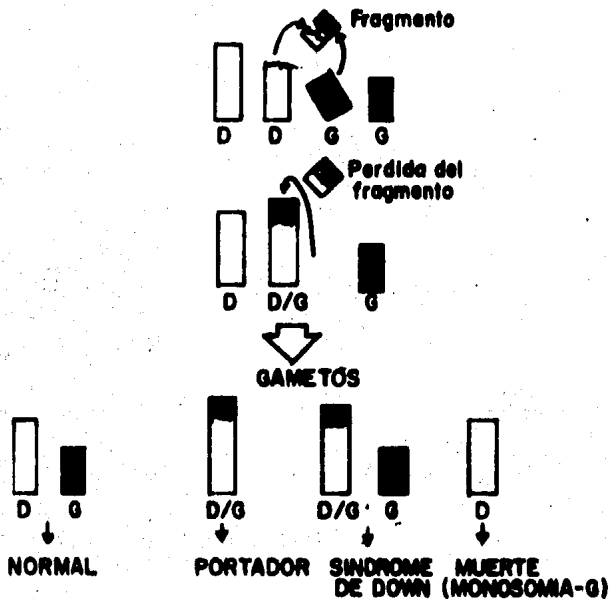 Fragmento
D D G G
Perdida del
fragmento
D D/G G
GAMETOS
D G D/G D/G G D
NORMAL PORTADOR SINDROME MUERTE
DE DOWN (MONOSOMIA-G)